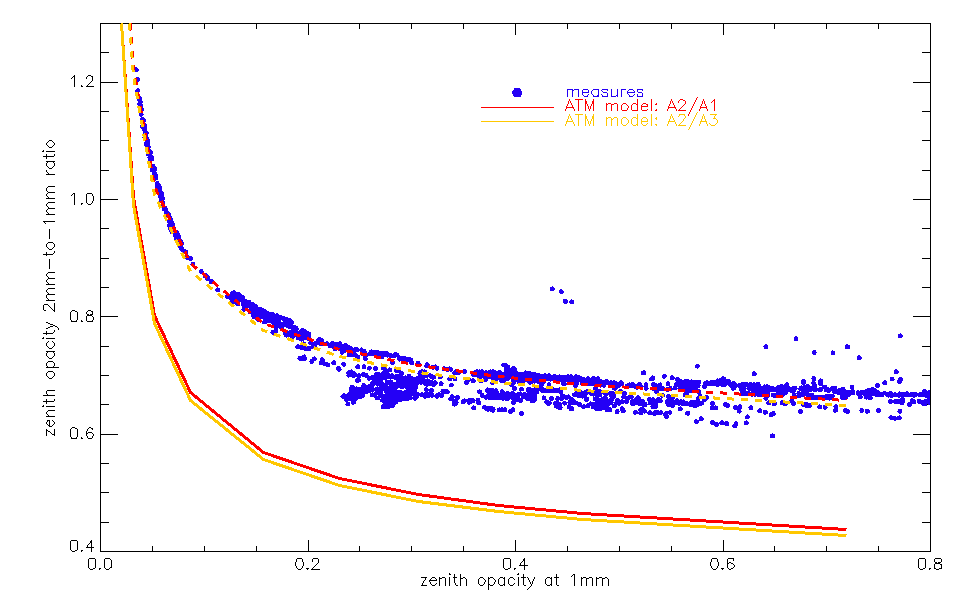 1.2
1.0
0.8
0.6
0.4
zenith opacity 2mm-to-1mm ratio
measures
ATM model: A2/A1
ATM model: A2/A3
0.0 0.2 0.4 0.6 0.8
zenith opacity at 1mm